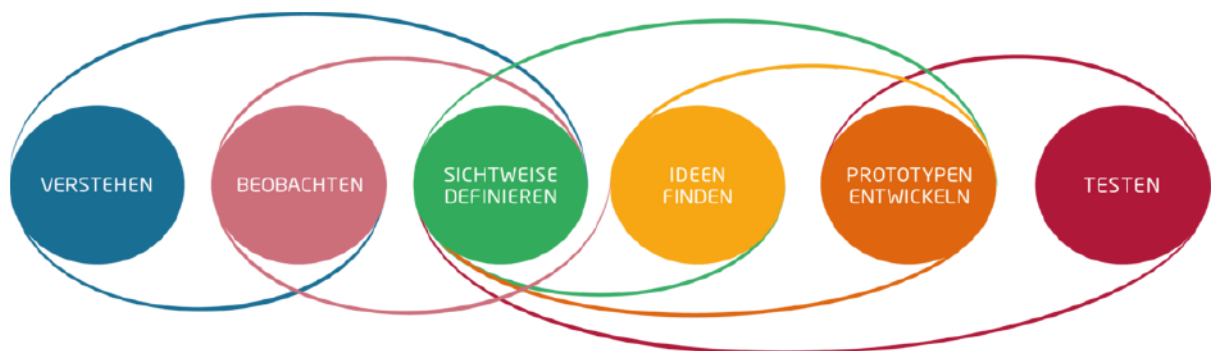 VERSTEHEN
BEOBACHTEN
SICHTWEISE
DEFINIEREN
IDEEN
FINDEN
PROTOTYPEN
ENTWICKELN
TESTEN